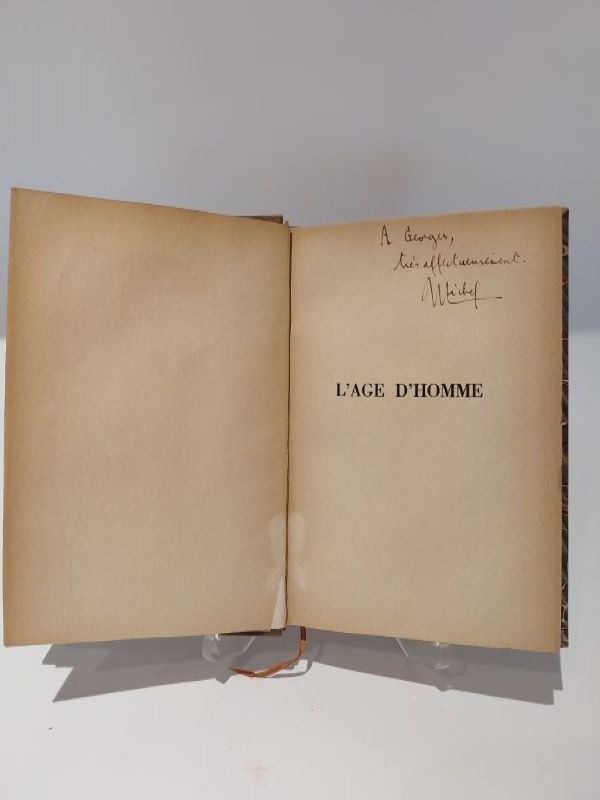 A Georges,
très affectueusement.
Michel
L'AGE D'HOMME